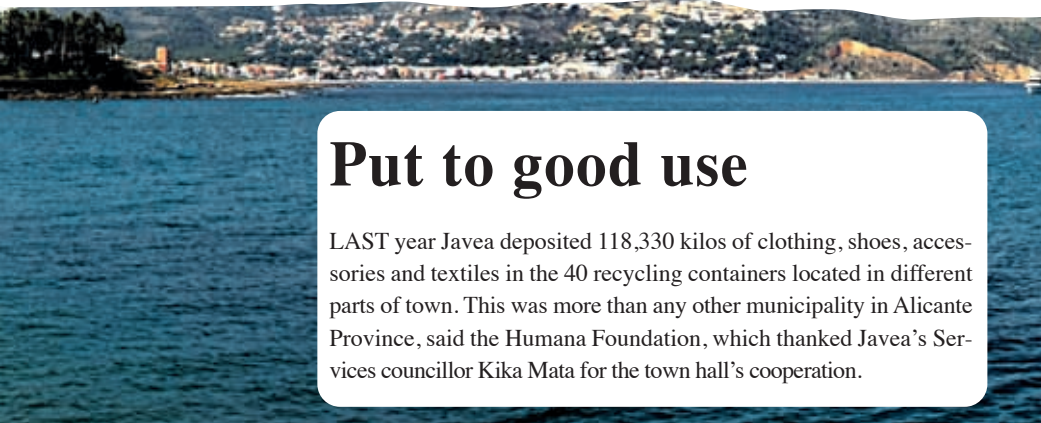 Put to good use
LAST year Javea deposited 118,330 kilos of clothing, shoes, acces-
sories and textiles in the 40 recycling containers located in different
parts of town. This was more than any other municipality in Alicante
Province, said the Humana Foundation, which thanked Javea’s Ser-
vices councillor Kika Mata for the town hall’s cooperation.